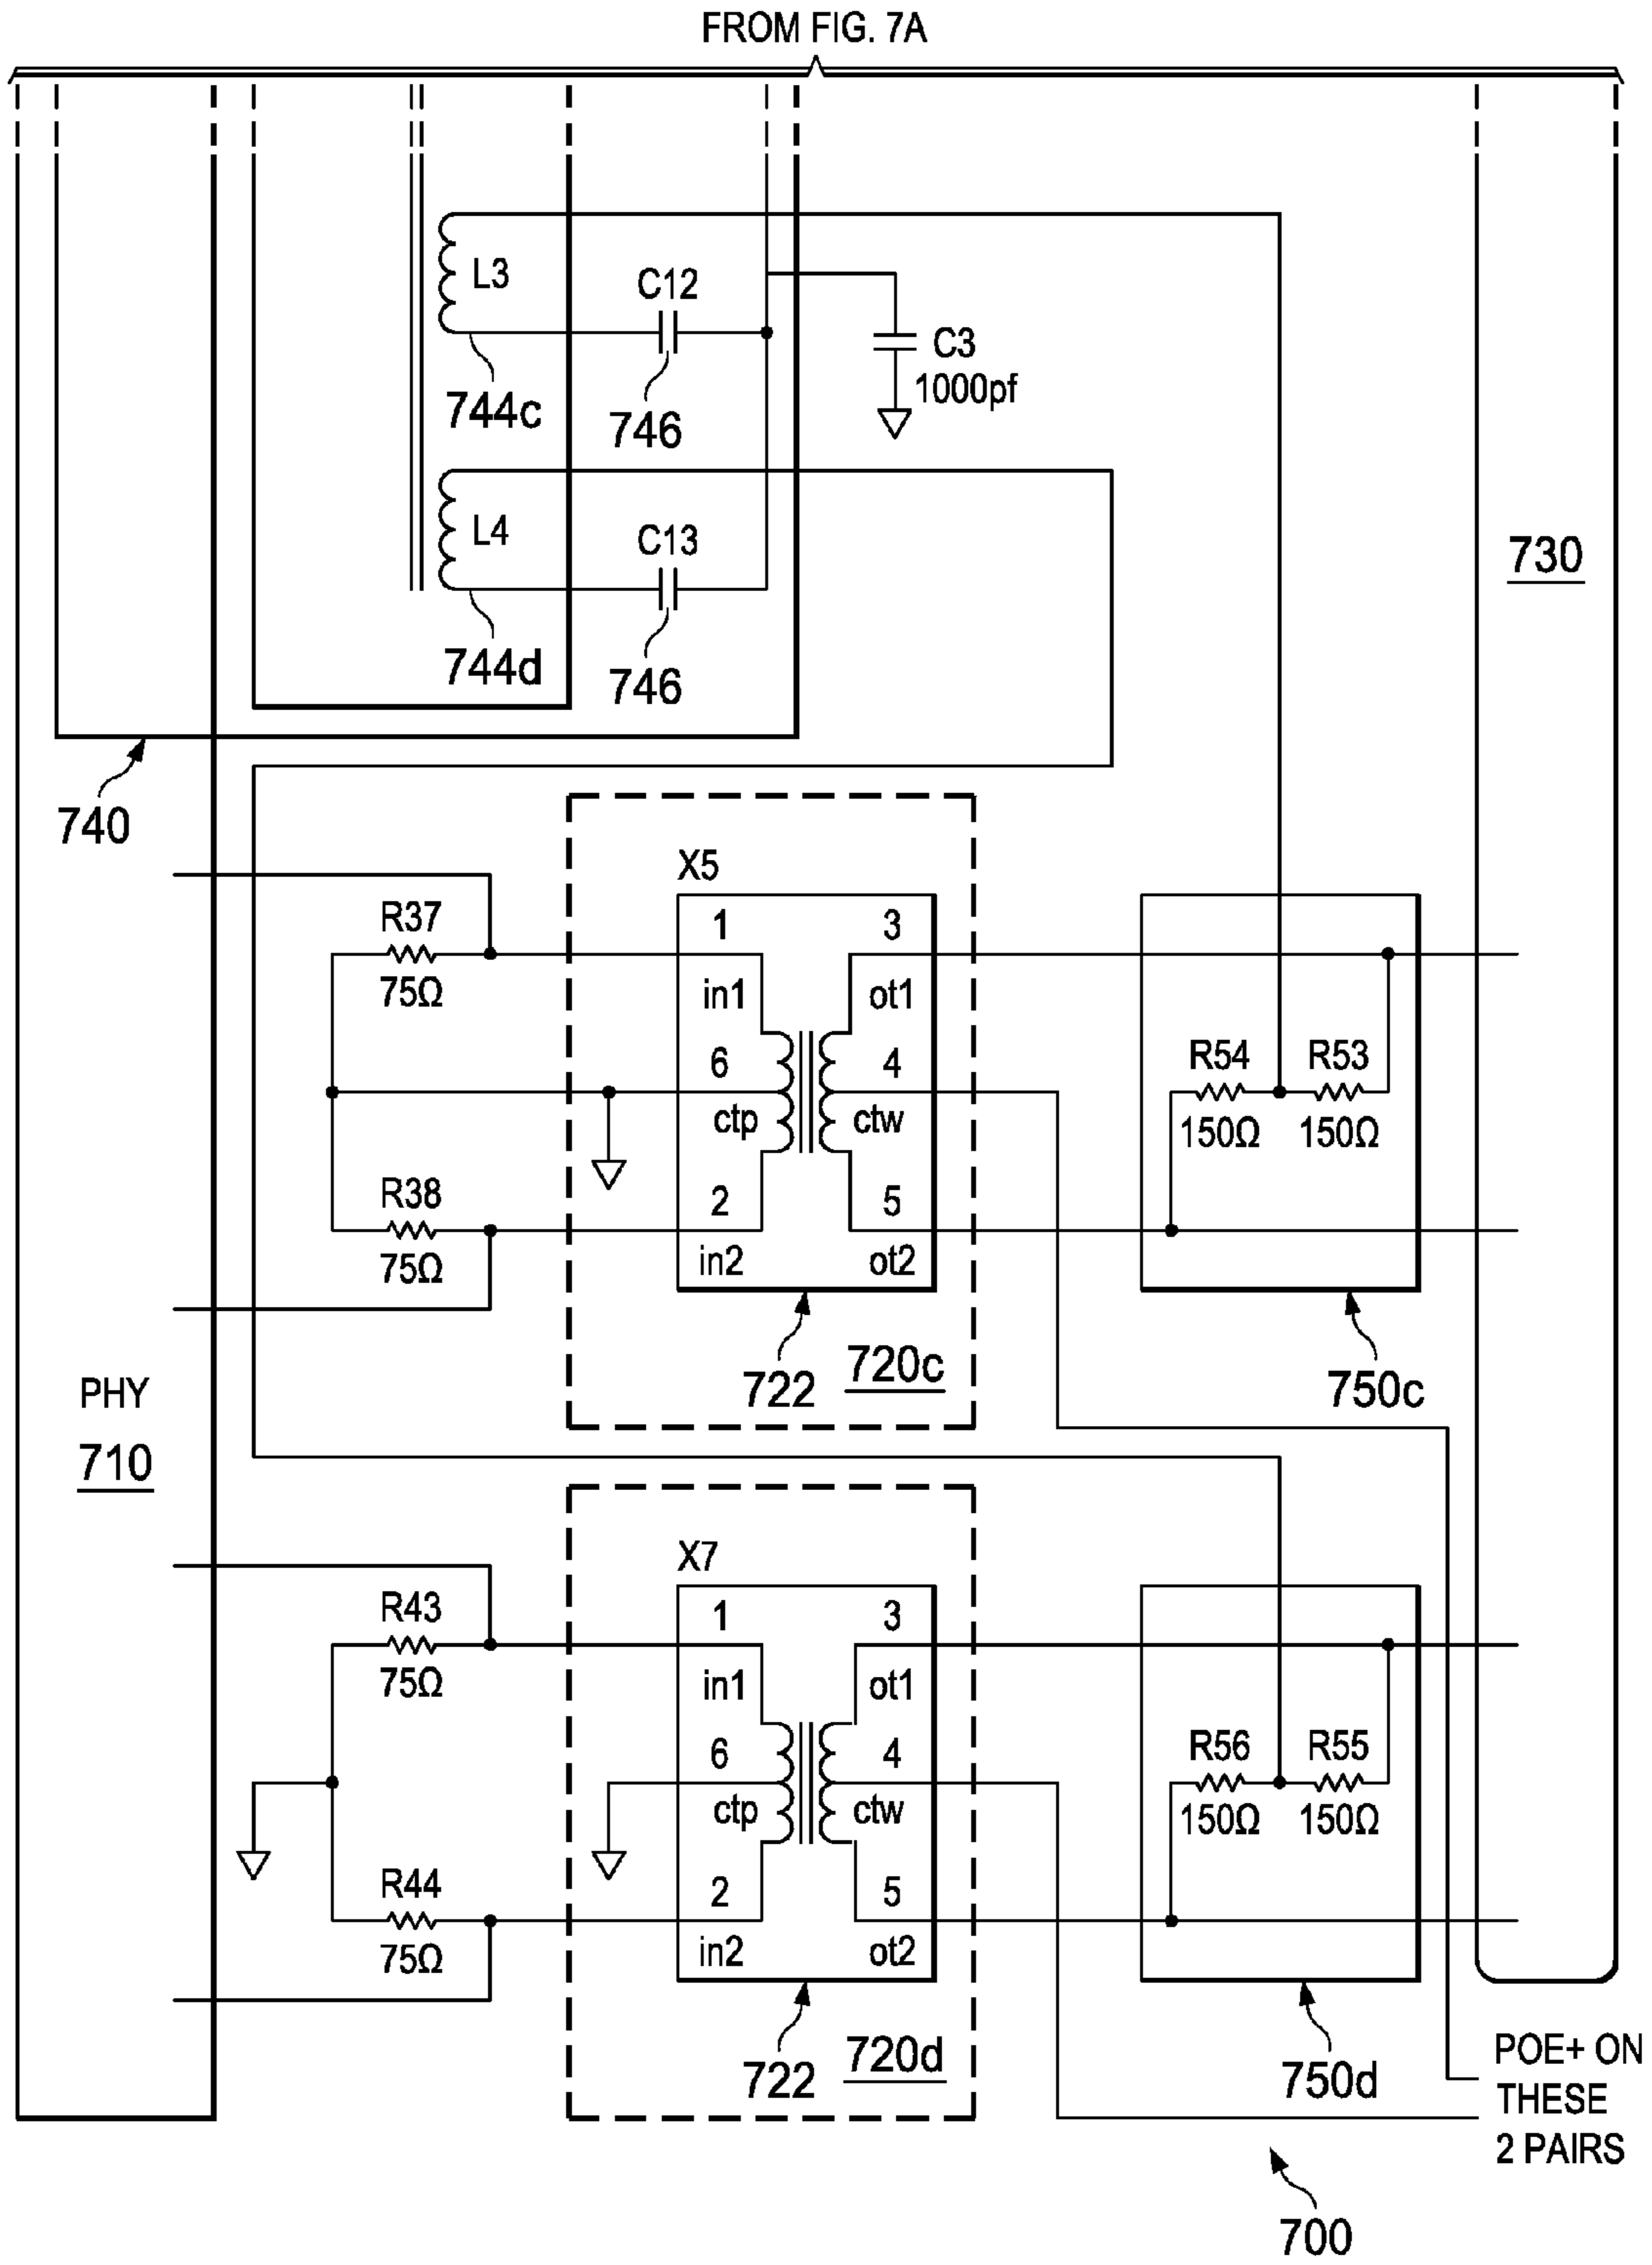 FROM FIG. 7A
L3
C12
C3
1000pf
744c
746
L4
C13
730
744d
746
740
X5
R37
75Ω
1
3
in1
ot1
6
4
R54
R53
ctp
ctw
150Ω
150Ω
R38
75Ω
2
5
in2
ot2
722
720c
750c
PHY
710
X7
R43
75Ω
1
3
in1
ot1
6
4
R56
R55
ctp
ctw
150Ω
150Ω
R44
75Ω
2
5
in2
ot2
722
720d
750d
POE+ ON
THESE
2 PAIRS
700